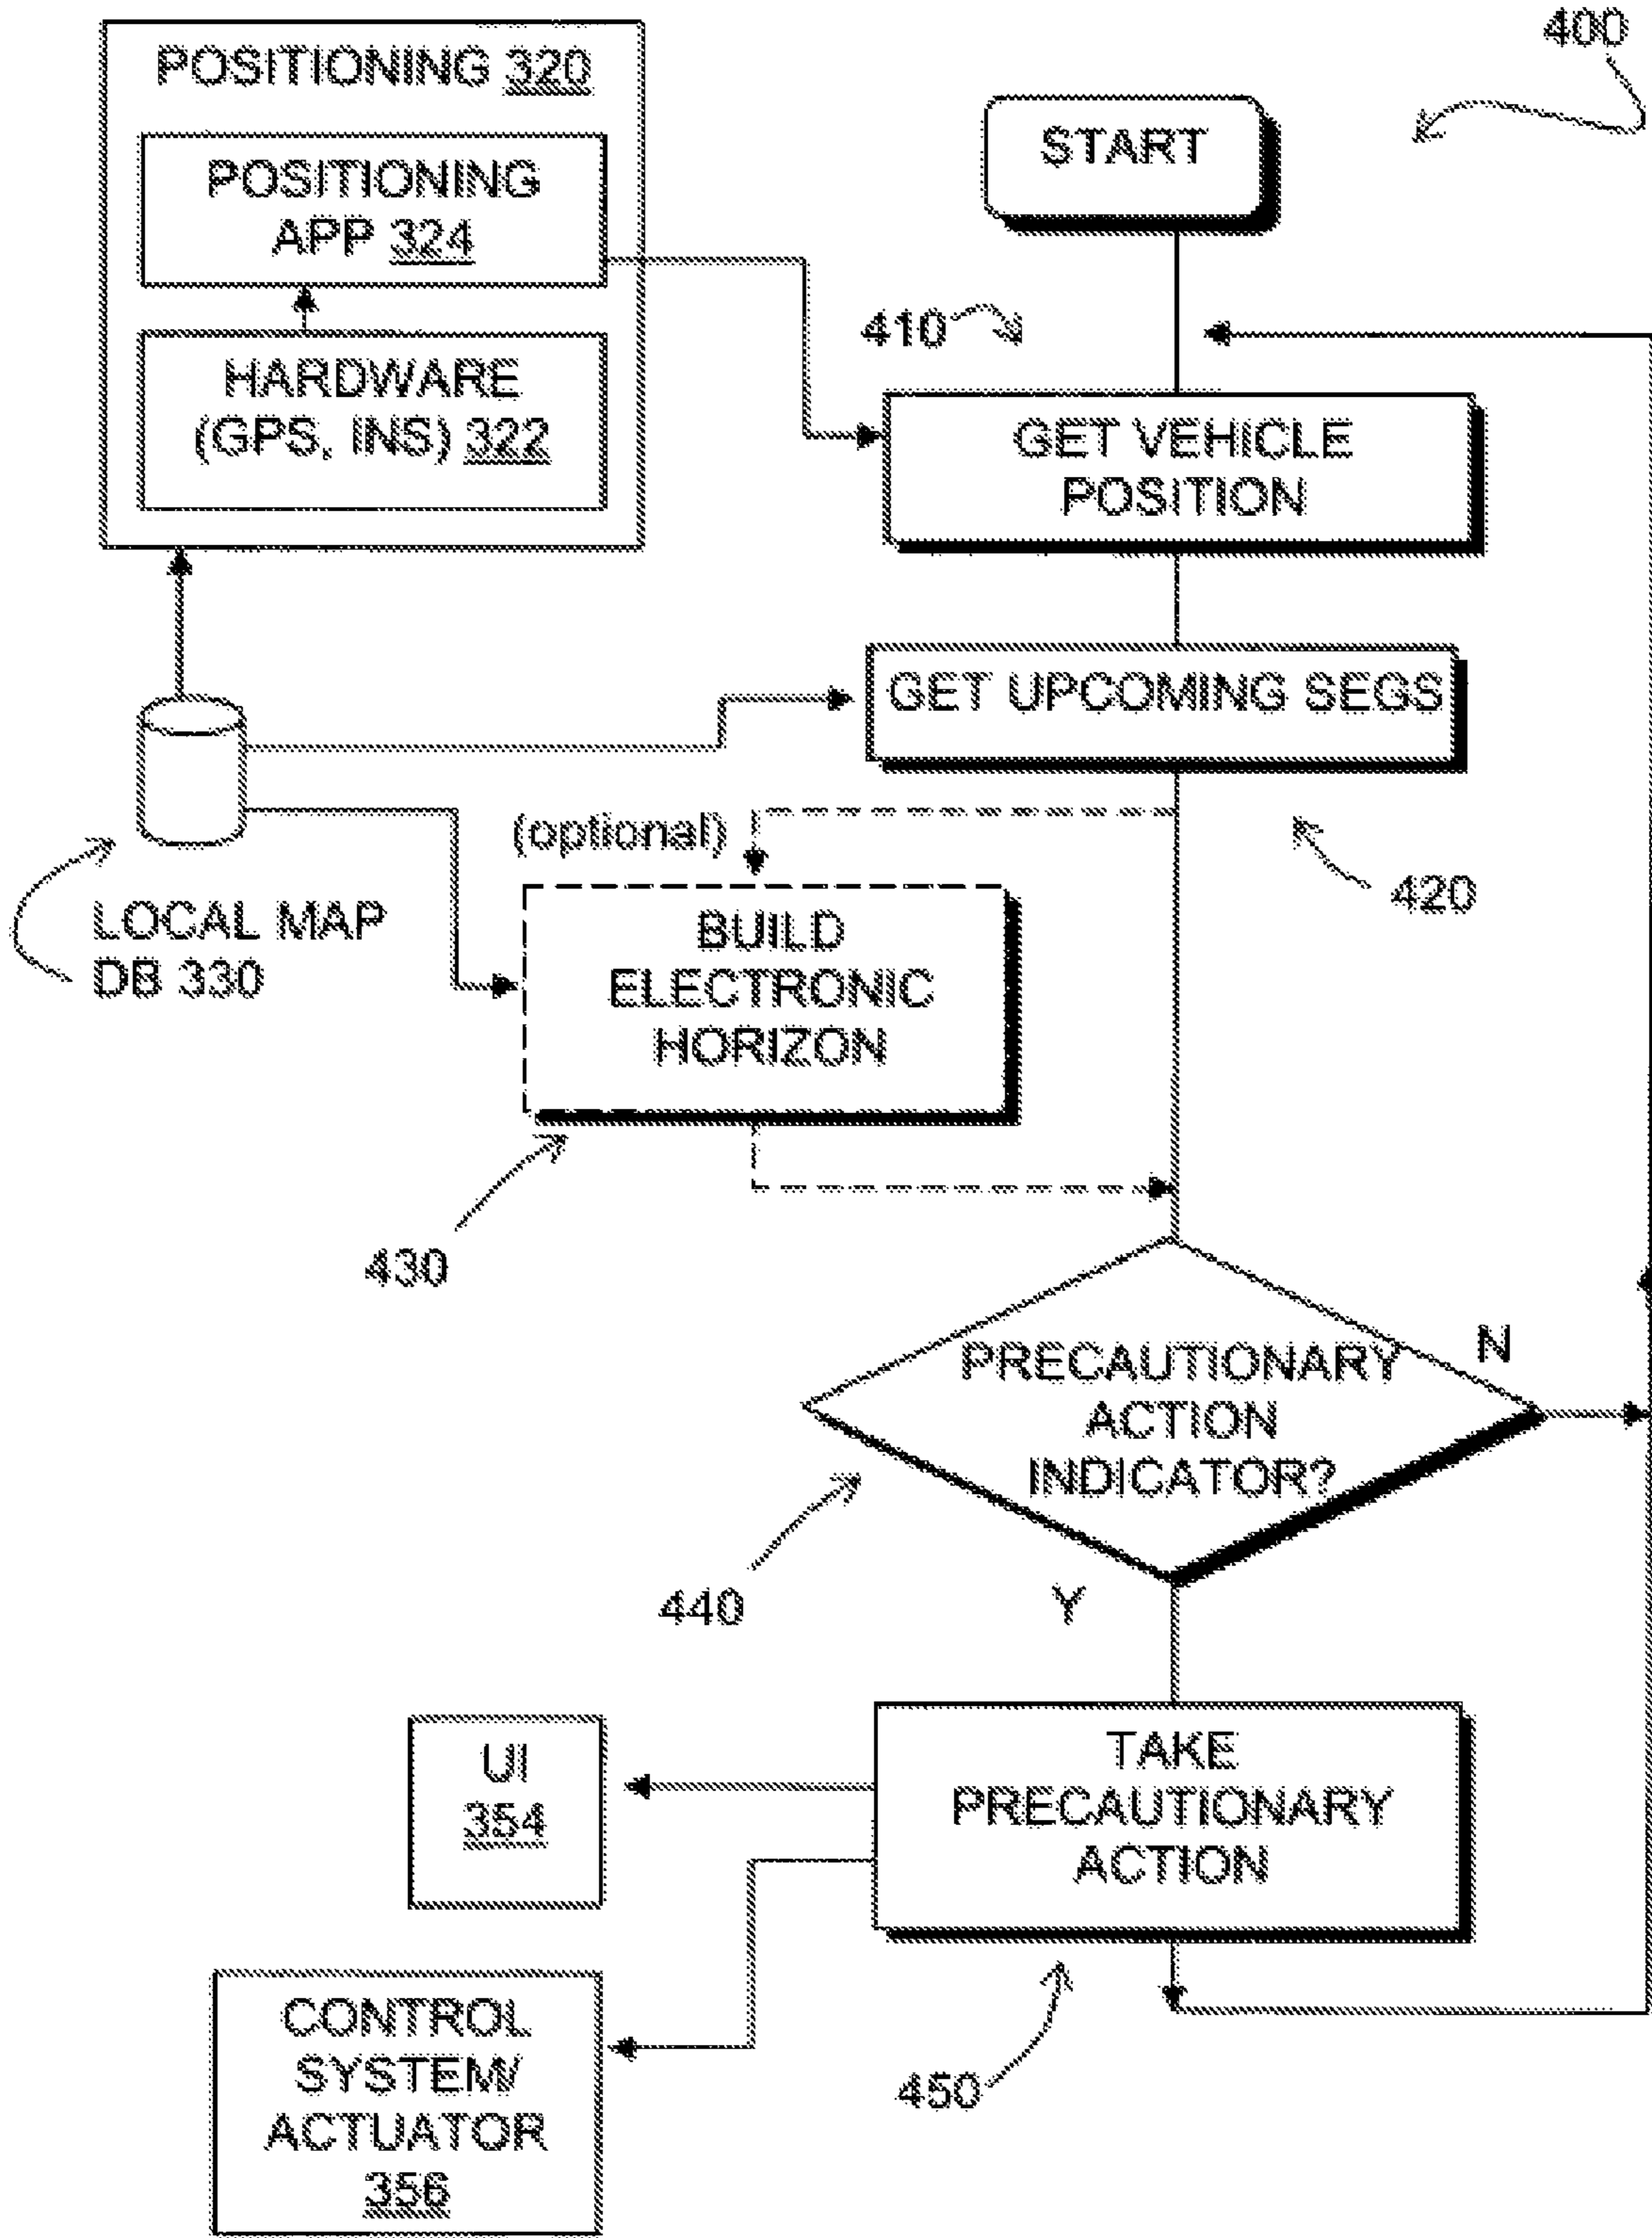 400
POSITIONING 320
START
POSITIONING
APP 324
410
HARDWARE
(GPS, INS) 322
GET VEHICLE
POSITION
GET UPCOMING SEGS
(optional)
420
LOCAL MAP
DB 330
BUILD
ELECTRONIC
HORIZON
430
PRECAUTIONARY
ACTION
INDICATOR?
N
440
Y
UI
354
TAKE
PRECAUTIONARY
ACTION
CONTROL
SYSTEM/
ACTUATOR
356
450